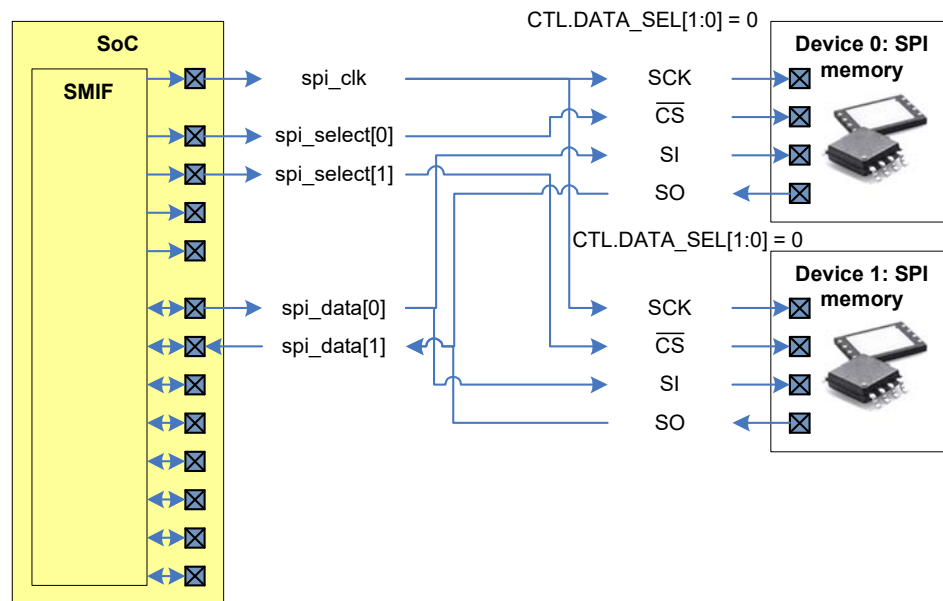 CTL.DATA_SEL[1:0] = 0
SoC
SMIF
Device 0: SPI
memory
spi_clk
SCK
spi_select[0]
CS
spi_select[1]
SI
SO
CTL.DATA_SEL[1:0] = 0
Device 1: SPI
memory
spi_data[0]
SCK
spi_data[1]
CS
SI
SO